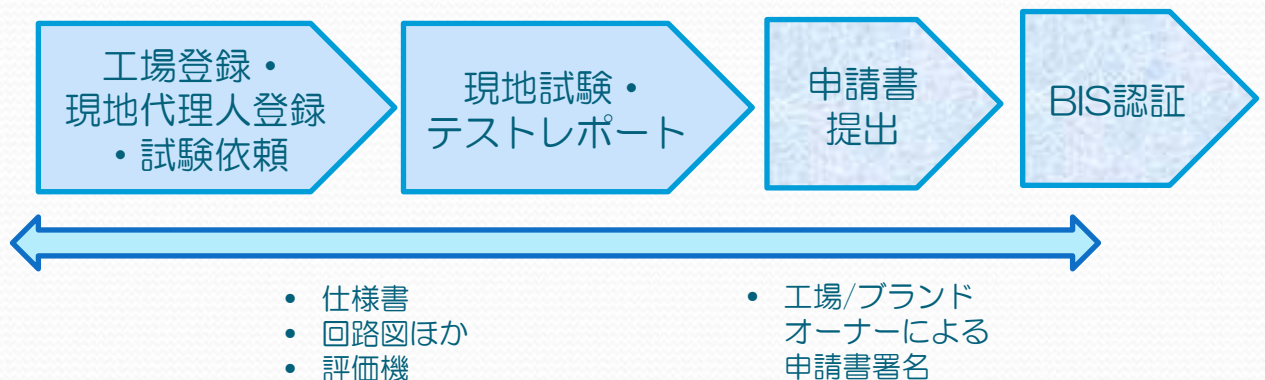 工場登録・
現地代理人登録
・試験依頼
現地試験・
テストレポート
申請書
提出
BIS認証
• 仕様書
• 回路図ほか
• 評価機
• 工場/ブランド
オーナーによる
申請書署名